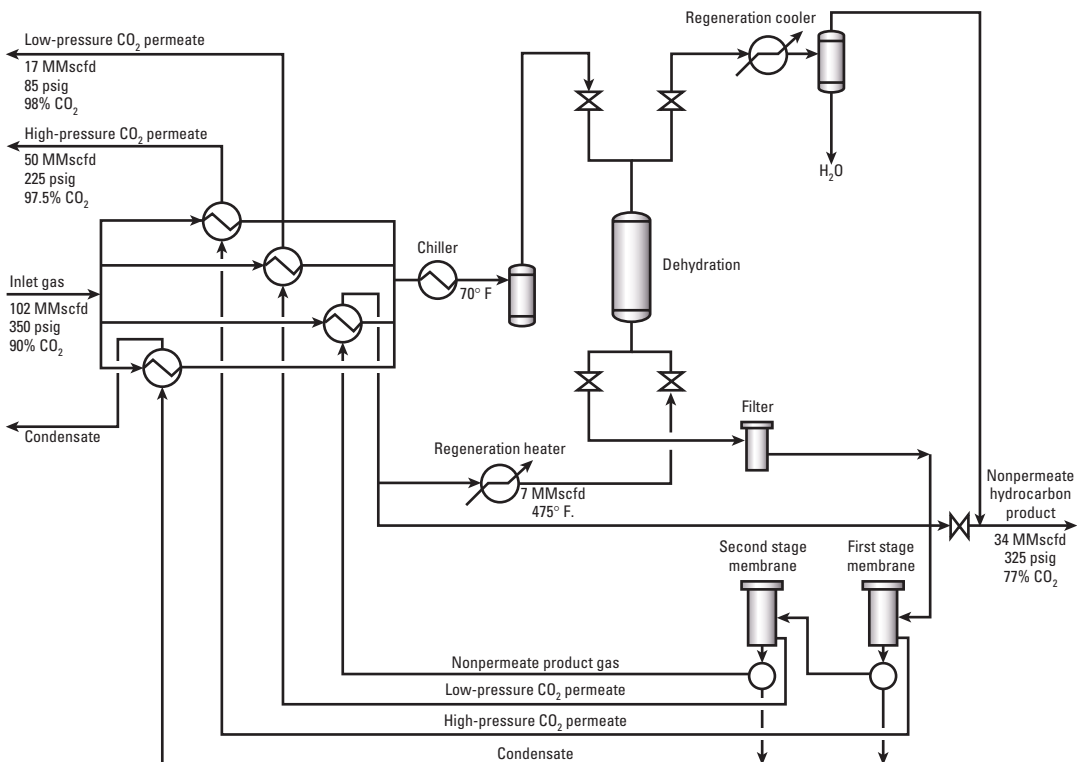 Low-pressure CO₂ permeate
17 MMscfd
85 psig
98% CO₂
High-pressure CO₂ permeate
50 MMscfd
225 psig
97.5% CO₂
Inlet gas
102 MMscfd
350 psig
90% CO₂
Condensate
Chiller
70° F
Regeneration cooler
H₂O
Dehydration
Filter
Regeneration heater
7 MMscfd
475° F.
Nonpermeate
hydrocarbon
product
34 MMscfd
325 psig
77% CO₂
Second stage
membrane
First stage
membrane
Nonpermeate product gas
Low-pressure CO₂ permeate
High-pressure CO₂ permeate
Condensate